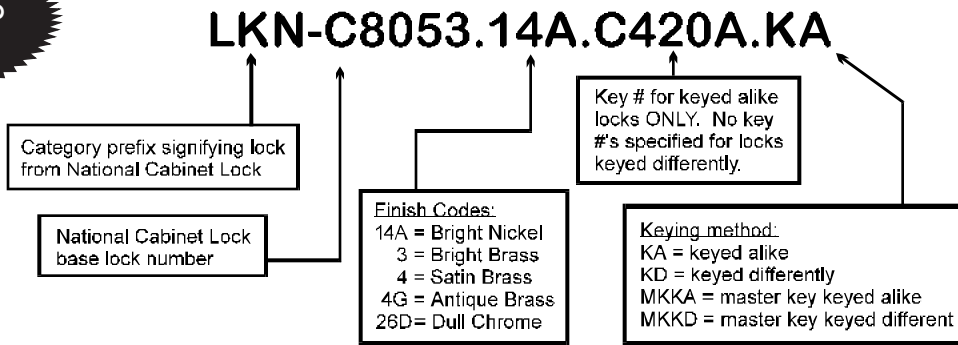 LKN-C8053.14A.C420A.KA
Category prefix signifying lock
from National Cabinet Lock
National Cabinet Lock
base lock number
Finish Codes:
14A = Bright Nickel
3 = Bright Brass
4 = Satin Brass
4G = Antique Brass
26D= Dull Chrome
Key # for keyed alike
locks ONLY. No key
#'s specified for locks
keyed differently.
Keying method:
KA = keyed alike
KD = keyed differently
MKKA = master key keyed alike
MKKD = master key keyed different